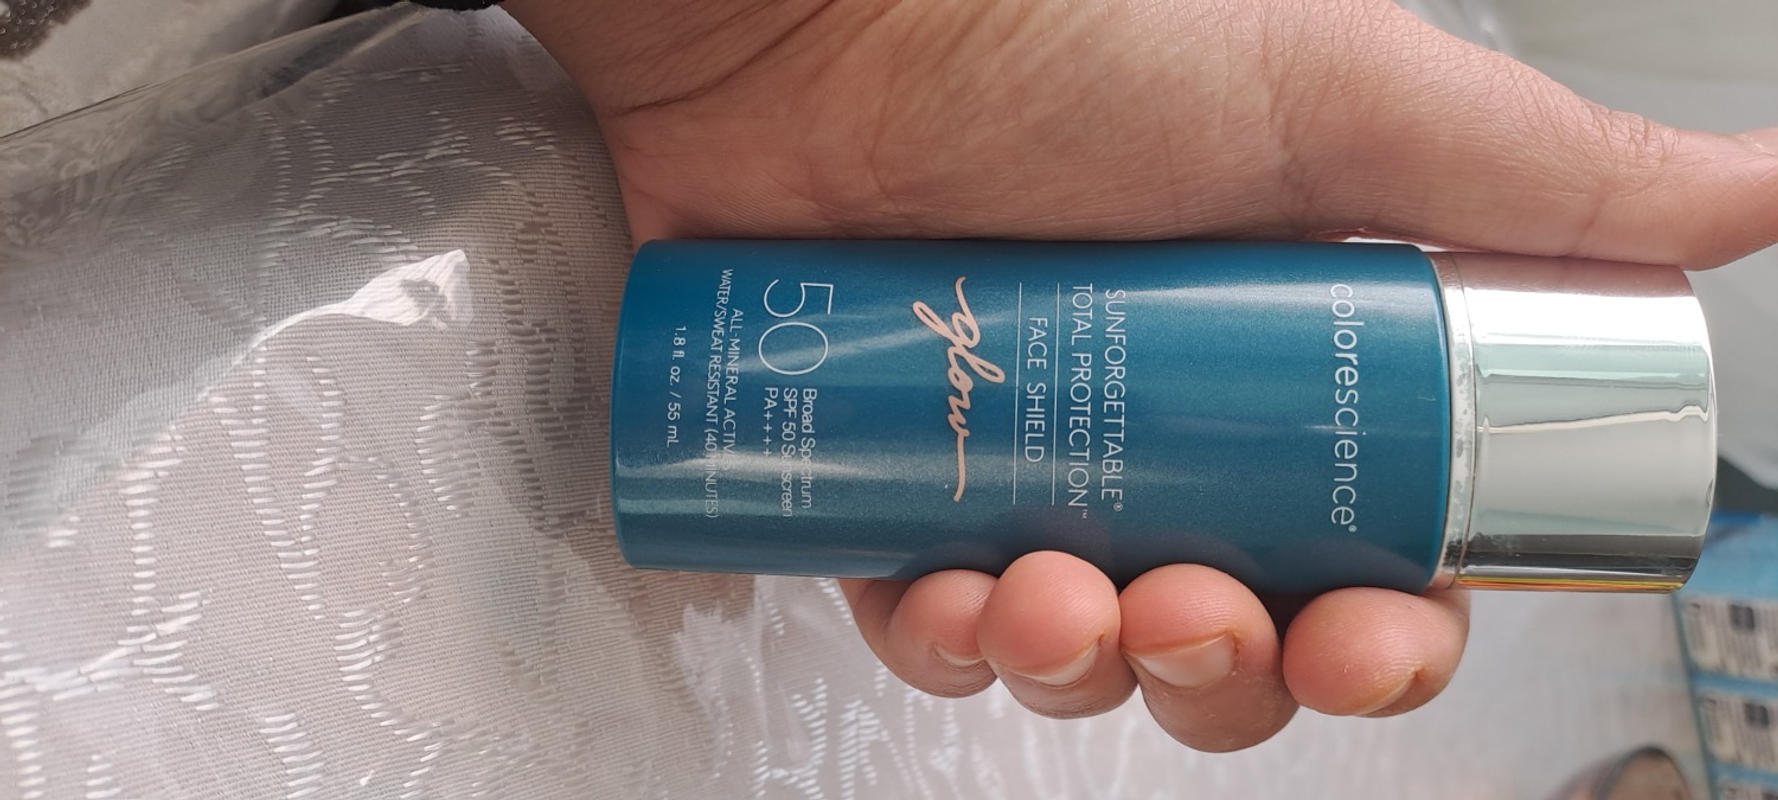 colorescience®
SUNFORGETTABLE®
TOTAL PROTECTION™
FACE SHIELD
glow
50
Broad Spectrum
SPF 50 Sunscreen
PA++++
ALL-MINERAL ACTIVES
WATER/SWEAT RESISTANT (40 MINUTES)
1.8 fl. oz. / 55 mL